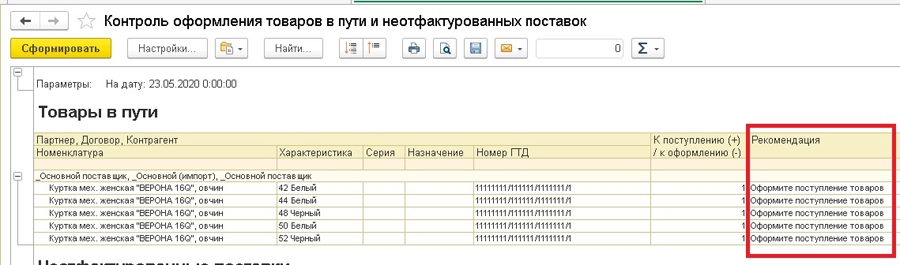 Контроль оформления товаров в пути и неотфактурованных поставок
Сформировать Настройки... Найти... 0 Σ
Параметры: На дату: 23.05.2020 0:00:00
Товары в пути
Партнер, Договор, Контрагент К поступлению (+) Рекомендация
Номенклатура Характеристика Серия Назначение Номер ГТД / к оформлению (-)
_Основной поставщик, _Основной (импорт), _Основной поставщик
Куртка мех. женская "ВЕРОНА 16Q", овчин 42 Белый 11111111/111111/1111111/1 1 Оформите поступление товаров
Куртка мех. женская "ВЕРОНА 16Q", овчин 44 Белый 11111111/111111/1111111/1 1 Оформите поступление товаров
Куртка мех. женская "ВЕРОНА 16Q", овчин 48 Черный 11111111/111111/1111111/1 1 Оформите поступление товаров
Куртка мех. женская "ВЕРОНА 16Q", овчин 50 Белый 11111111/111111/1111111/1 1 Оформите поступление товаров
Куртка мех. женская "ВЕРОНА 16Q", овчин 52 Черный 11111111/111111/1111111/1 1 Оформите поступление товаров
Неотфактурованные поставки